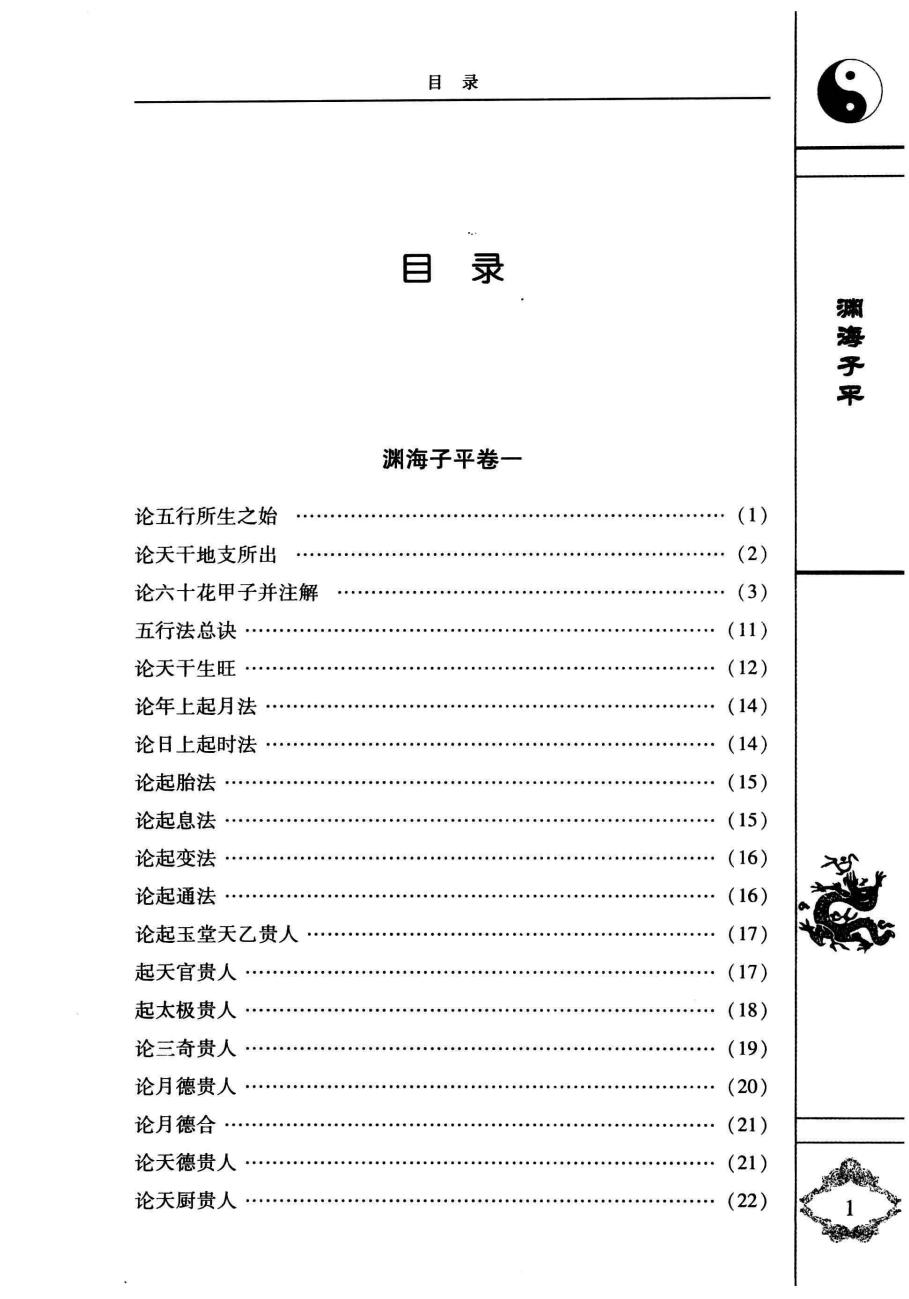 目 录
目 录
渊海子平卷一
论五行所生之始 ……………………………………………… (1)
论天干地支所出 ……………………………………………… (2)
论六十花甲子并注解 ………………………………………… (3)
五行法总诀 …………………………………………………… (11)
论天干生旺 …………………………………………………… (12)
论年上起月法 ………………………………………………… (14)
论日上起时法 ………………………………………………… (14)
论起胎法 ……………………………………………………… (15)
论起息法 ……………………………………………………… (15)
论起变法 ……………………………………………………… (16)
论起通法 ……………………………………………………… (16)
论起玉堂天乙贵人 …………………………………………… (17)
起天官贵人 …………………………………………………… (17)
起太极贵人 …………………………………………………… (18)
论三奇贵人 …………………………………………………… (19)
论月德贵人 …………………………………………………… (20)
论月德合 ……………………………………………………… (21)
论天德贵人 …………………………………………………… (21)
论天厨贵人 …………………………………………………… (22)
渊海子平
1